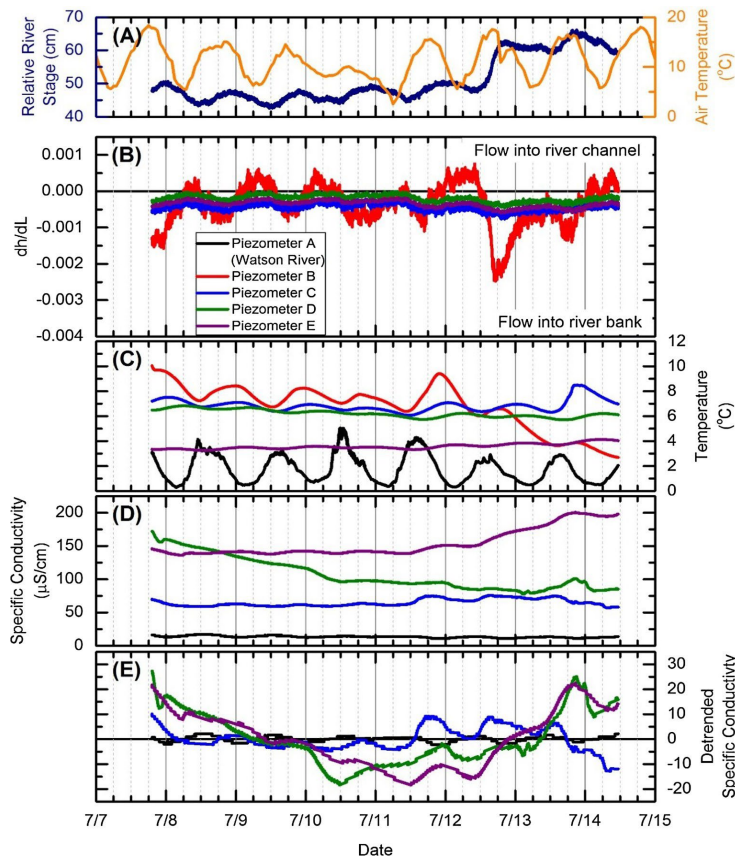 Relative River
Stage (cm)
70
60
50
40
(A)
20
10
0
Air Temperature
(°C)
dh/dL
0.001
0.000
-0.001
-0.002
-0.003
-0.004
(B)
Flow into river channel
Piezometer A
(Watson River)
Piezometer B
Piezometer C
Piezometer D
Piezometer E
Flow into river bank
(C)
12
10
8
6
4
2
0
Temperature
(°C)
Specific Conductivity
(µS/cm)
200
150
100
50
0
(D)
(E)
30
20
10
0
-10
-20
Detrended
Specific Conductivity
7/7 7/8 7/9 7/10 7/11 7/12 7/13 7/14 7/15
Date